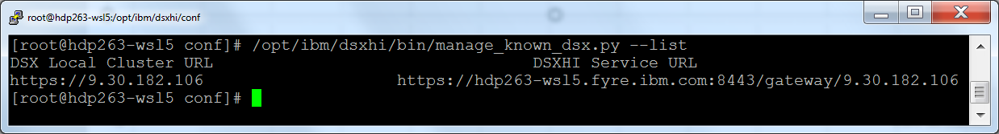 root@hdp263-wsl5:/opt/ibm/dsxhi/conf
[root@hdp263-wsl5 conf]# /opt/ibm/dsxhi/bin/manage_known_dsx.py --list
DSX Local Cluster URL DSXHI Service URL
https://9.30.182.106 https://hdp263-wsl5.fyre.ibm.com:8443/gateway/9.30.182.106
[root@hdp263-wsl5 conf]#